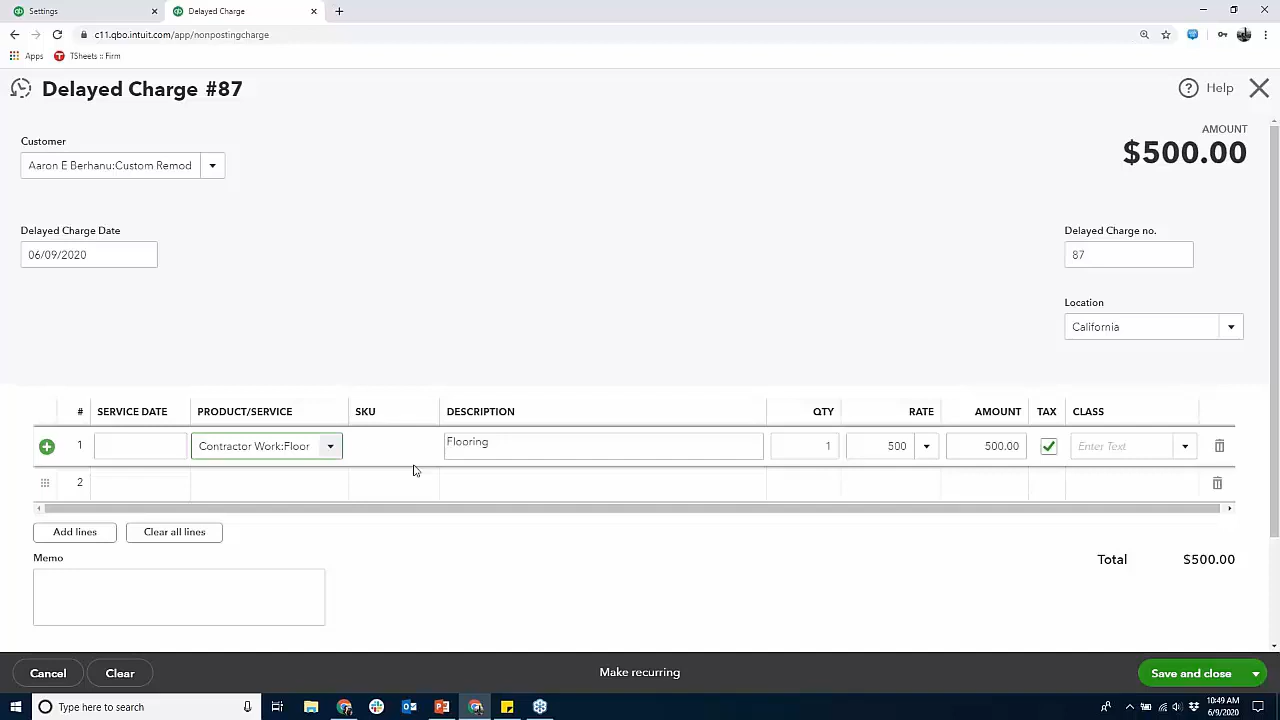 Settings
Delayed Charge
c11.qbo.intuit.com/app/nonpostingcharge
Apps TSheets :: Firm
Delayed Charge #87
Help
AMOUNT
$500.00
Customer
Aaron E Berhanu:Custom Remod
Delayed Charge Date
06/09/2020
Delayed Charge no.
87
Location
California
# SERVICE DATE PRODUCT/SERVICE SKU DESCRIPTION QTY RATE AMOUNT TAX CLASS
1 Contractor Work:Floor Flooring 1 500 500.00 Enter Text
2
Add lines Clear all lines
Memo
Total $500.00
Cancel Clear Make recurring Save and close
Type here to search
10:49 AM
6/9/2020